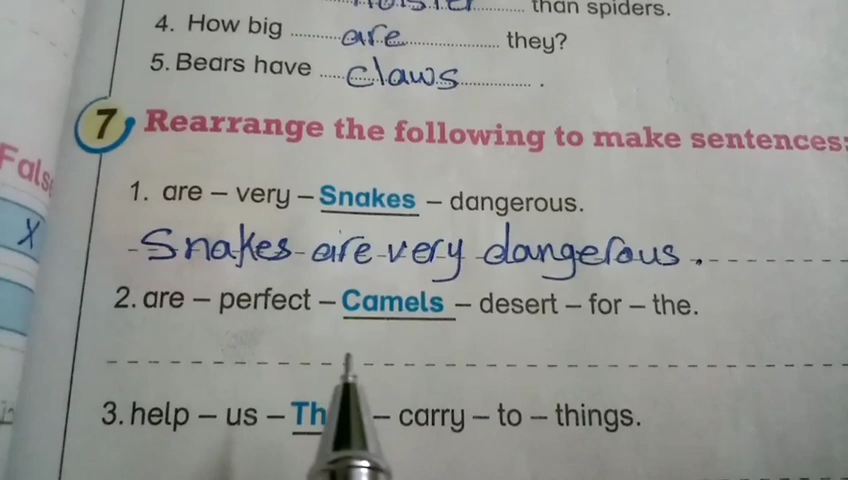 than spiders.
4. How big are they?
5. Bears have claws .
7 Rearrange the following to make sentences:
1. are – very – Snakes – dangerous.
Snakes are very dangerous.
2. are – perfect – Camels – desert – for – the.
3. help – us – – carry – to – things.
Fals
X